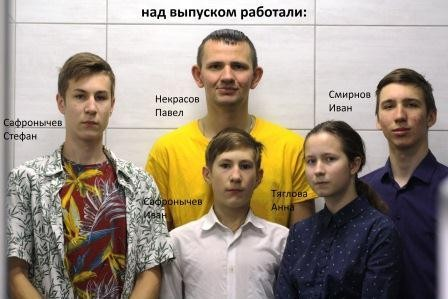 над выпуском работали:
Некрасов
Павел
Смирнов
Иван
Сафронычев
Стефан
Сафронычев
Иван
Тяглова
Анна